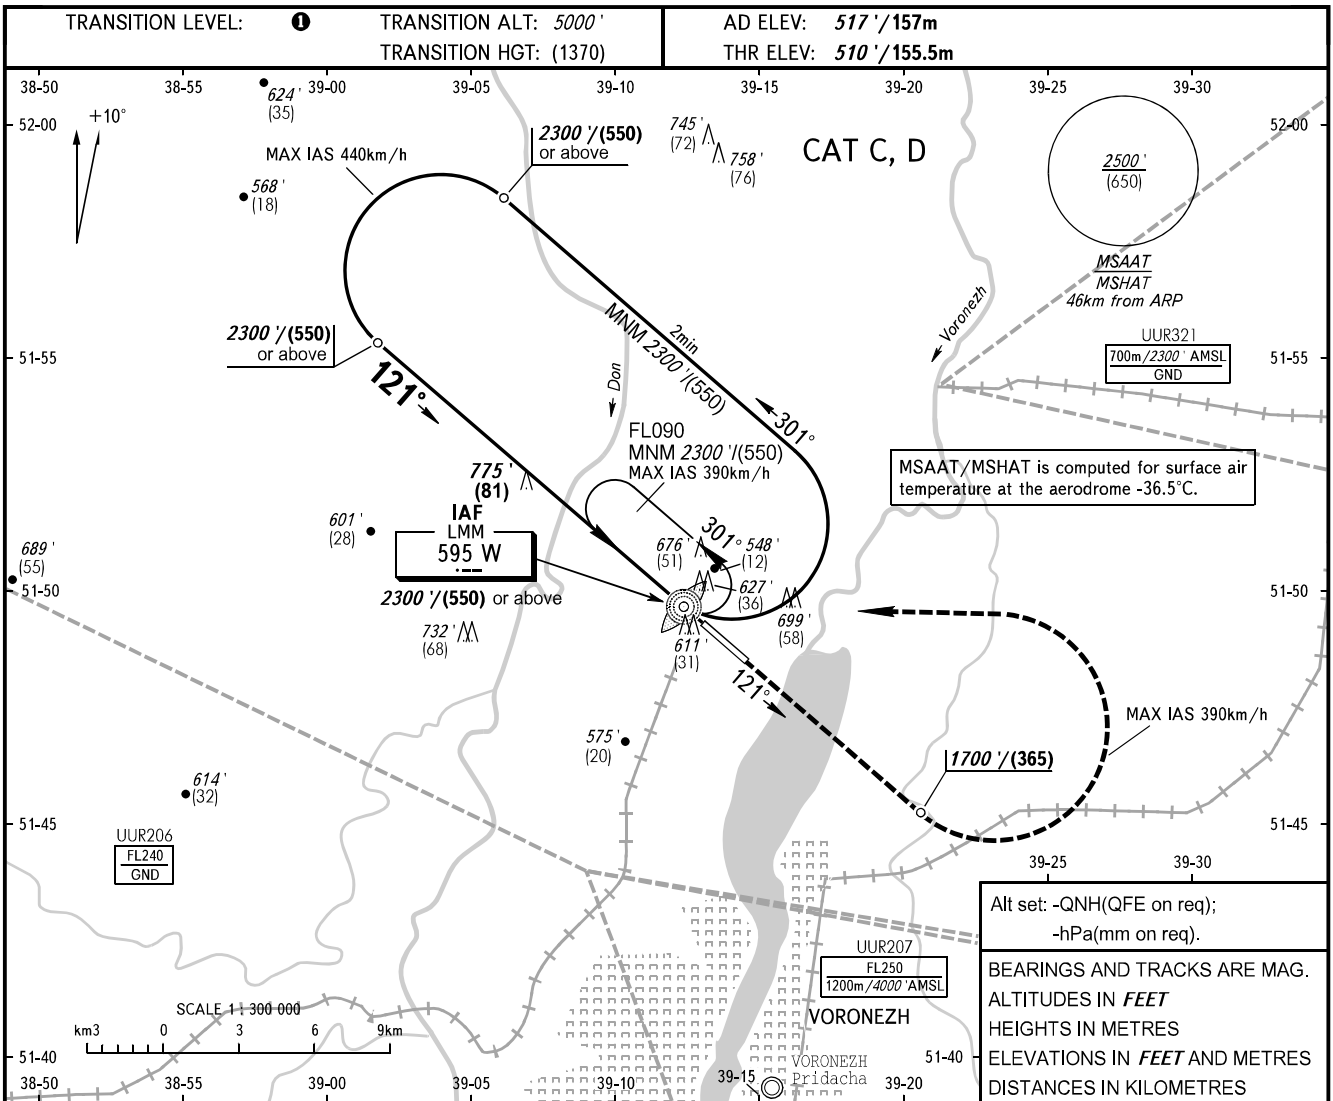 TRANSITION LEVEL: ❶ TRANSITION ALT: 5000 '
TRANSITION HGT: (1370)
AD ELEV: 517 '/157m
THR ELEV: 510 '/155.5m
38-50 38-55 39-00 39-05 39-10 39-15 39-20 39-25 39-30
52-00 52-00
+10°
624 '
(35)
MAX IAS 440km/h
568 '
(18)
2300 '/(550)
or above
745 '
(72)
758 '
(76)
CAT C, D
2500 '
(650)
MSAAT
MSHAT
46km from ARP
2300 '/(550)
or above
121°
2min
MNM 2300 '/(550)
301°
Don
Voronezh
UUR321
700m/2300 ' AMSL
GND
51-55 51-55
FL090
MNM 2300 '/(550)
MAX IAS 390km/h
MSAAT/MSHAT is computed for surface air
temperature at the aerodrome -36.5°C.
775 '
(81)
IAF
LMM
595 W
2300 '/(550) or above
601 '
(28)
689 '
(55)
51-50 51-50
732 '
(68)
301°
676 '
(51)
548 '
(12)
627 '
(36)
699 '
(58)
611 '
(31)
121°
MAX IAS 390km/h
1700 '/(365)
575 '
(20)
614 '
(32)
51-45 51-45
UUR206
FL240
GND
39-25 39-30
Alt set: -QNH(QFE on req);
-hPa(mm on req).
BEARINGS AND TRACKS ARE MAG.
ALTITUDES IN FEET
HEIGHTS IN METRES
ELEVATIONS IN FEET AND METRES
DISTANCES IN KILOMETRES
UUR207
FL250
1200m/4000 'AMSL
VORONEZH
VORONEZH
Pridacha
SCALE 1 : 300 000
km3 0 3 6 9km
51-40 51-40
38-50 38-55 39-00 39-05 39-10 39-15 39-20